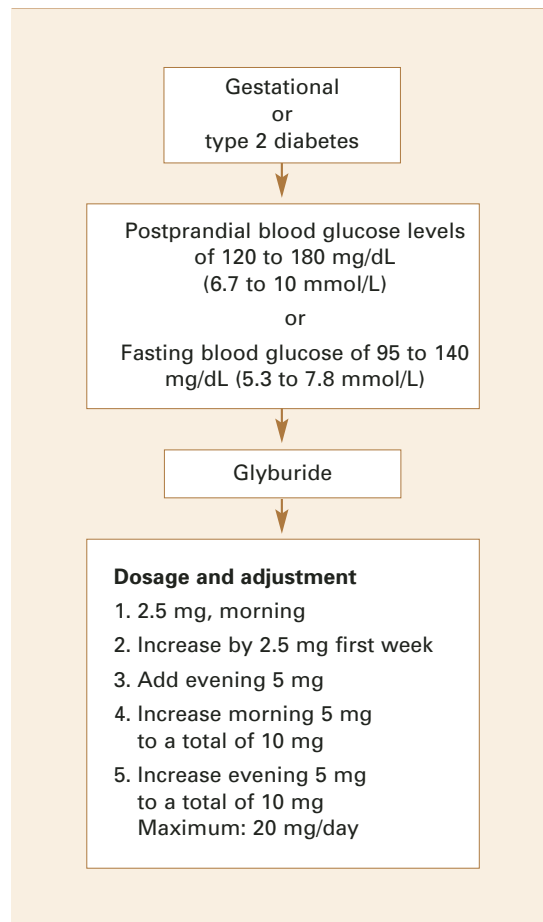 Gestational
or
type 2 diabetes
Postprandial blood glucose levels
of 120 to 180 mg/dL
(6.7 to 10 mmol/L)
or
Fasting blood glucose of 95 to 140
mg/dL (5.3 to 7.8 mmol/L)
Glyburide
Dosage and adjustment
1. 2.5 mg, morning
2. Increase by 2.5 mg first week
3. Add evening 5 mg
4. Increase morning 5 mg
to a total of 10 mg
5. Increase evening 5 mg
to a total of 10 mg
Maximum: 20 mg/day